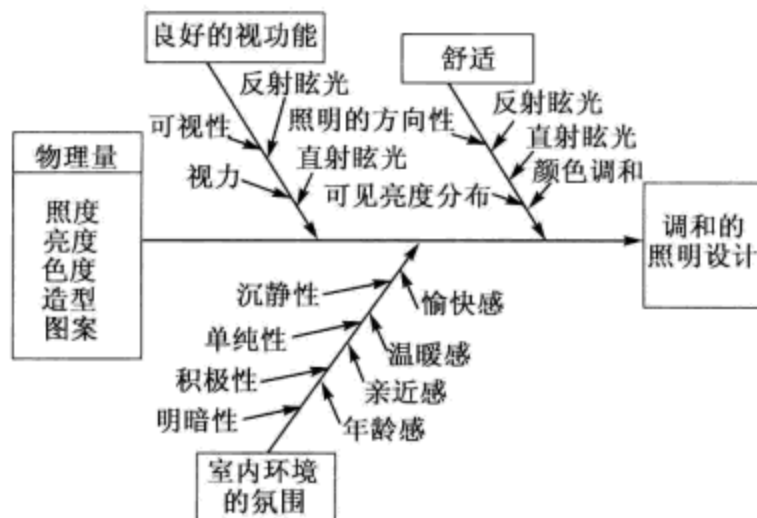 良好的视功能
舒适
反射眩光
反射眩光
可视性
照明的方向性
直射眩光
物理量
视力
直射眩光
颜色调和
可见亮度分布
照度
亮度
色度
造型
图案
调和的
照明设计
沉静性
愉快感
单纯性
温暖感
积极性
亲近感
明暗性
年龄感
室内环境
的氛围